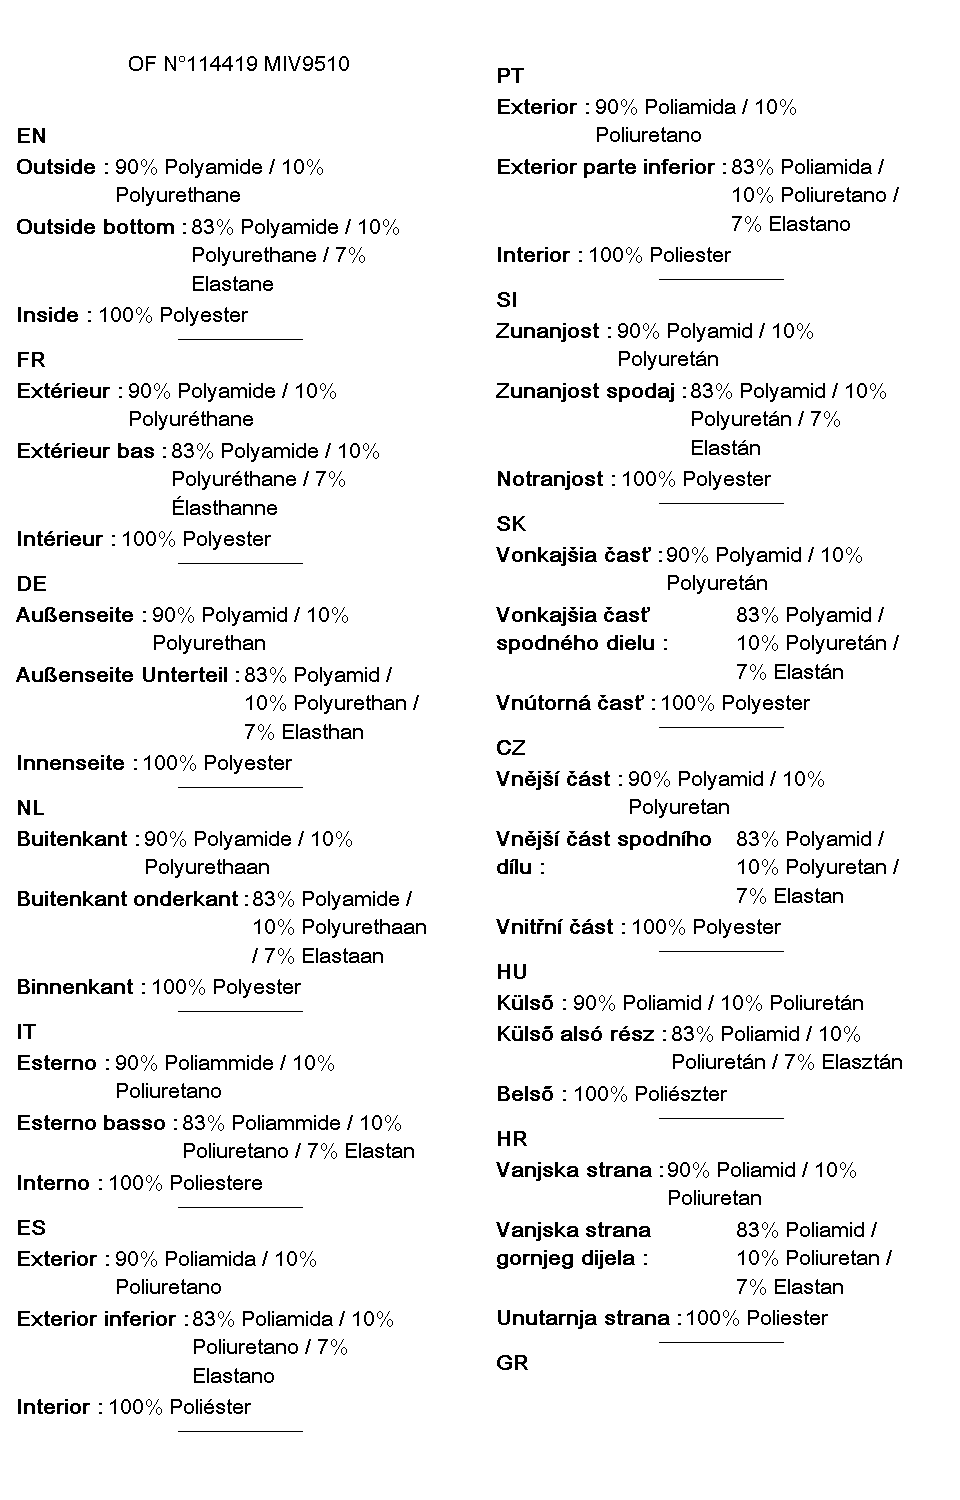 OF N°114419 MIV9510
EN
Outside : 90% Polyamide / 10%
Polyurethane
Outside bottom : 83% Polyamide / 10%
Polyurethane / 7%
Elastane
Inside : 100% Polyester
FR
Extérieur : 90% Polyamide / 10%
Polyuréthane
Extérieur bas : 83% Polyamide / 10%
Polyuréthane / 7%
Élasthanne
Intérieur : 100% Polyester
DE
Außenseite : 90% Polyamid / 10%
Polyurethan
Außenseite Unterteil : 83% Polyamid /
10% Polyurethan /
7% Elasthan
Innenseite : 100% Polyester
NL
Buitenkant : 90% Polyamide / 10%
Polyurethaan
Buitenkant onderkant : 83% Polyamide /
10% Polyurethaan
/ 7% Elastaan
Binnenkant : 100% Polyester
IT
Esterno : 90% Poliammide / 10%
Poliuretano
Esterno basso : 83% Poliammide / 10%
Poliuretano / 7% Elastan
Interno : 100% Poliestere
ES
Exterior : 90% Poliamida / 10%
Poliuretano
Exterior inferior : 83% Poliamida / 10%
Poliuretano / 7%
Elastano
Interior : 100% Poliéster
PT
Exterior : 90% Poliamida / 10%
Poliuretano
Exterior parte inferior : 83% Poliamida /
10% Poliuretano /
7% Elastano
Interior : 100% Poliester
SI
Zunanjost : 90% Polyamid / 10%
Polyuretán
Zunanjost spodaj : 83% Polyamid / 10%
Polyuretán / 7%
Elastán
Notranjost : 100% Polyester
SK
Vonkajšia časť : 90% Polyamid / 10%
Polyuretán
Vonkajšia časť 83% Polyamid /
spodného dielu : 10% Polyuretán /
7% Elastán
Vnútorná časť : 100% Polyester
CZ
Vnější část : 90% Polyamid / 10%
Polyuretan
Vnější část spodního 83% Polyamid /
dílu : 10% Polyuretan /
7% Elastan
Vnitřní část : 100% Polyester
HU
Külsõ : 90% Poliamid / 10% Poliuretán
Külsõ alsó rész : 83% Poliamid / 10%
Poliuretán / 7% Elasztán
Belsõ : 100% Poliészter
HR
Vanjska strana : 90% Poliamid / 10%
Poliuretan
Vanjska strana 83% Poliamid /
gornjeg dijela : 10% Poliuretan /
7% Elastan
Unutarnja strana : 100% Poliester
GR